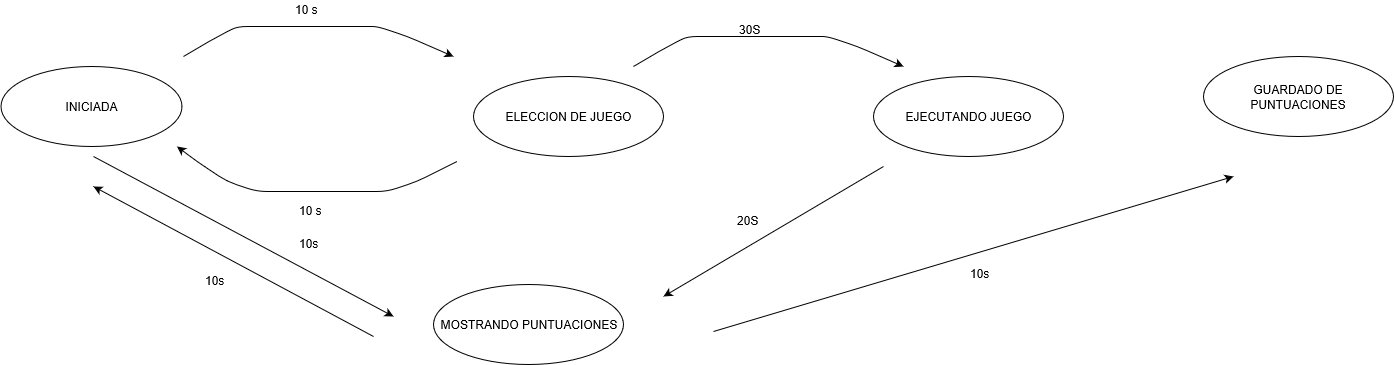 10 s
30S
INICIADA
ELECCION DE JUEGO
EJECUTANDO JUEGO
GUARDADO DE
PUNTUACIONES
10 s
10s
20S
10s
10s
MOSTRANDO PUNTUACIONES